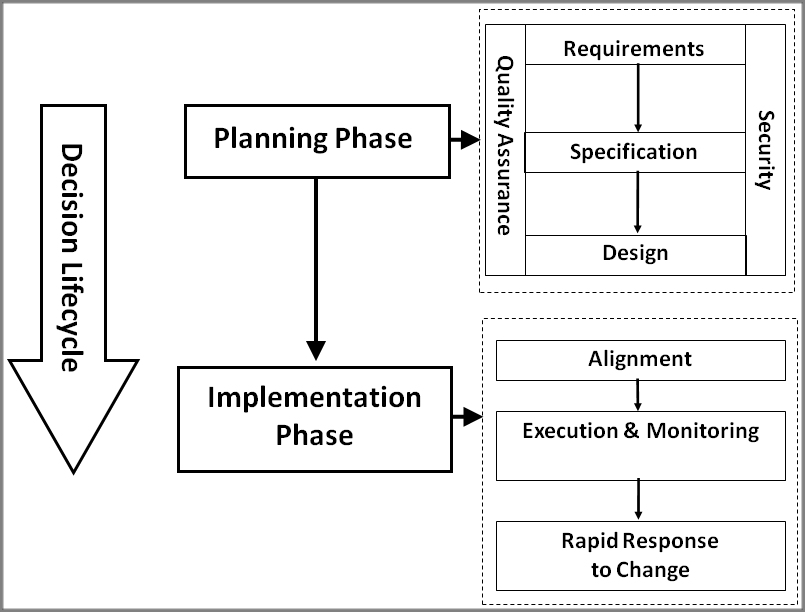 Decision Lifecycle
Planning Phase
Quality Assurance
Requirements
Specification
Design
Security
Implementation
Phase
Alignment
Execution & Monitoring
Rapid Response
to Change